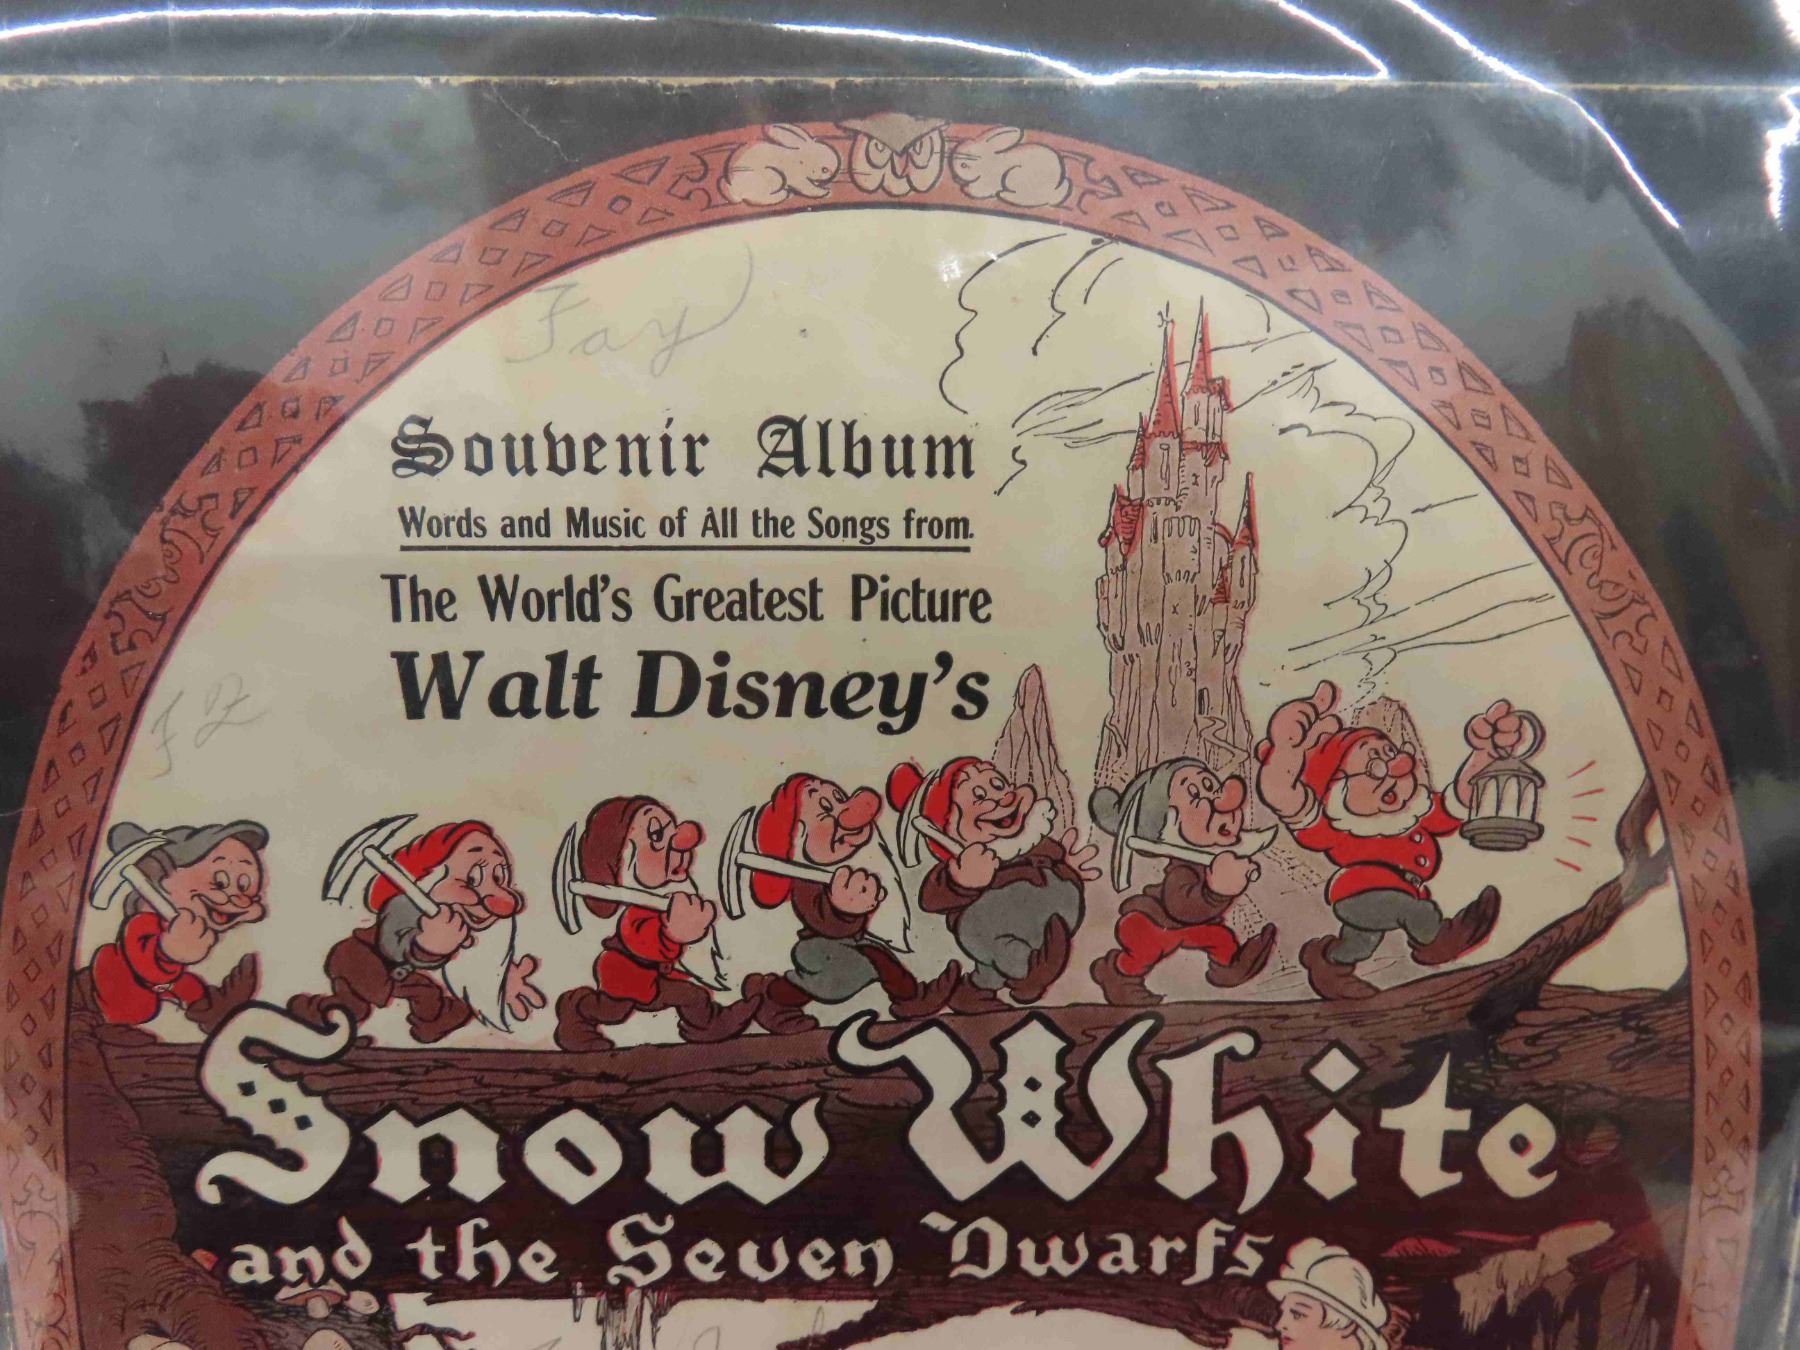 Fay
Souvenir Album
Words and Music of All the Songs from.
The World's Greatest Picture
Walt Disney's
Snow White
and the Seven Dwarfs